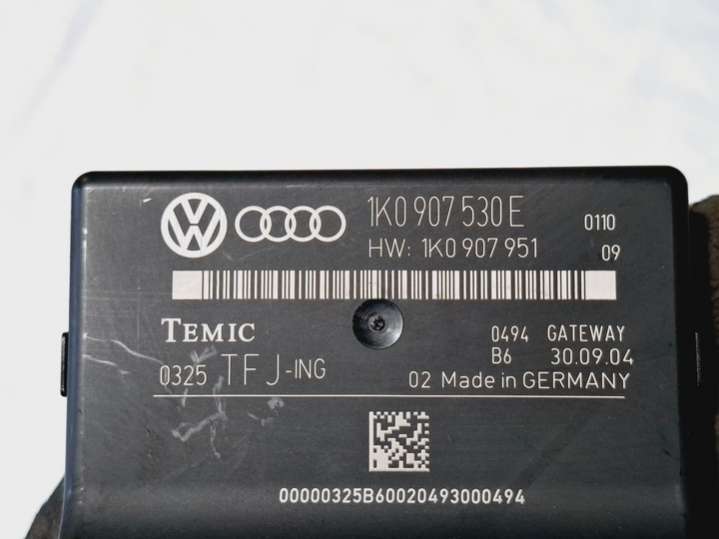 1K0 907 530 E
0110
HW: 1K0 907 951
09
TEMIC
0494 GATEWAY
B6 30.09.04
0325 TFJ-ING
02 Made in GERMANY
00000325B60020493000494